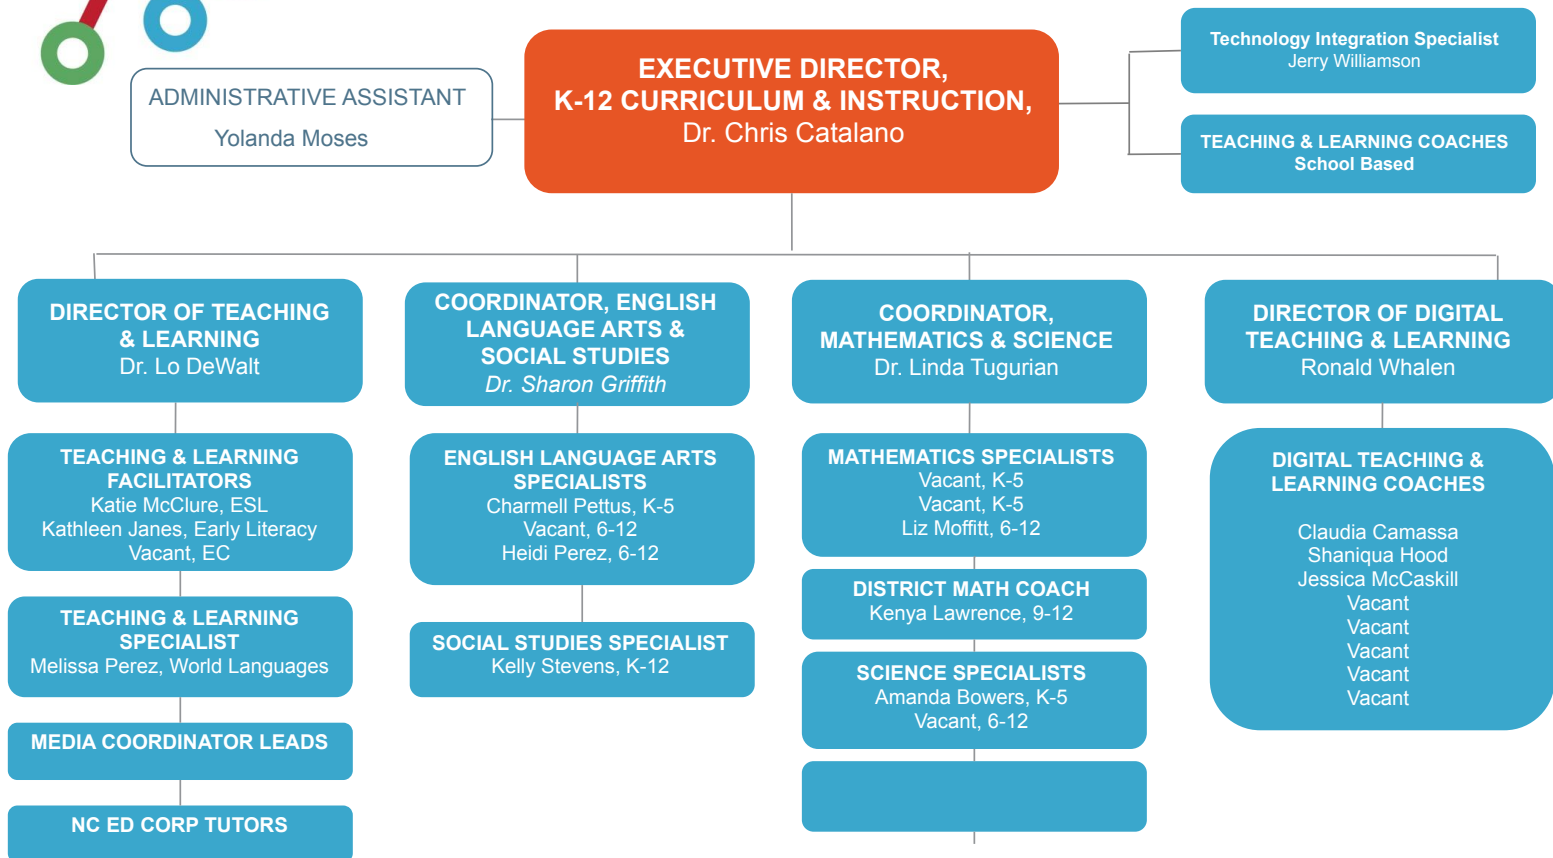 ADMINISTRATIVE ASSISTANT
Yolanda Moses
EXECUTIVE DIRECTOR,
K-12 CURRICULUM & INSTRUCTION,
Dr. Chris Catalano
Technology Integration Specialist
Jerry Williamson
TEACHING & LEARNING COACHES
School Based
DIRECTOR OF TEACHING
& LEARNING
Dr. Lo DeWalt
TEACHING & LEARNING
FACILITATORS
Katie McClure, ESL
Kathleen Janes, Early Literacy
Vacant, EC
TEACHING & LEARNING
SPECIALIST
Melissa Perez, World Languages
MEDIA COORDINATOR LEADS
NC ED CORP TUTORS
COORDINATOR, ENGLISH
LANGUAGE ARTS &
SOCIAL STUDIES
Dr. Sharon Griffith
ENGLISH LANGUAGE ARTS
SPECIALISTS
Charmell Pettus, K-5
Vacant, 6-12
Heidi Perez, 6-12
SOCIAL STUDIES SPECIALIST
Kelly Stevens, K-12
COORDINATOR,
MATHEMATICS & SCIENCE
Dr. Linda Tugurian
MATHEMATICS SPECIALISTS
Vacant, K-5
Vacant, K-5
Liz Moffitt, 6-12
DISTRICT MATH COACH
Kenya Lawrence, 9-12
SCIENCE SPECIALISTS
Amanda Bowers, K-5
Vacant, 6-12
DIRECTOR OF DIGITAL
TEACHING & LEARNING
Ronald Whalen
DIGITAL TEACHING &
LEARNING COACHES
Claudia Camassa
Shaniqua Hood
Jessica McCaskill
Vacant
Vacant
Vacant
Vacant
Vacant